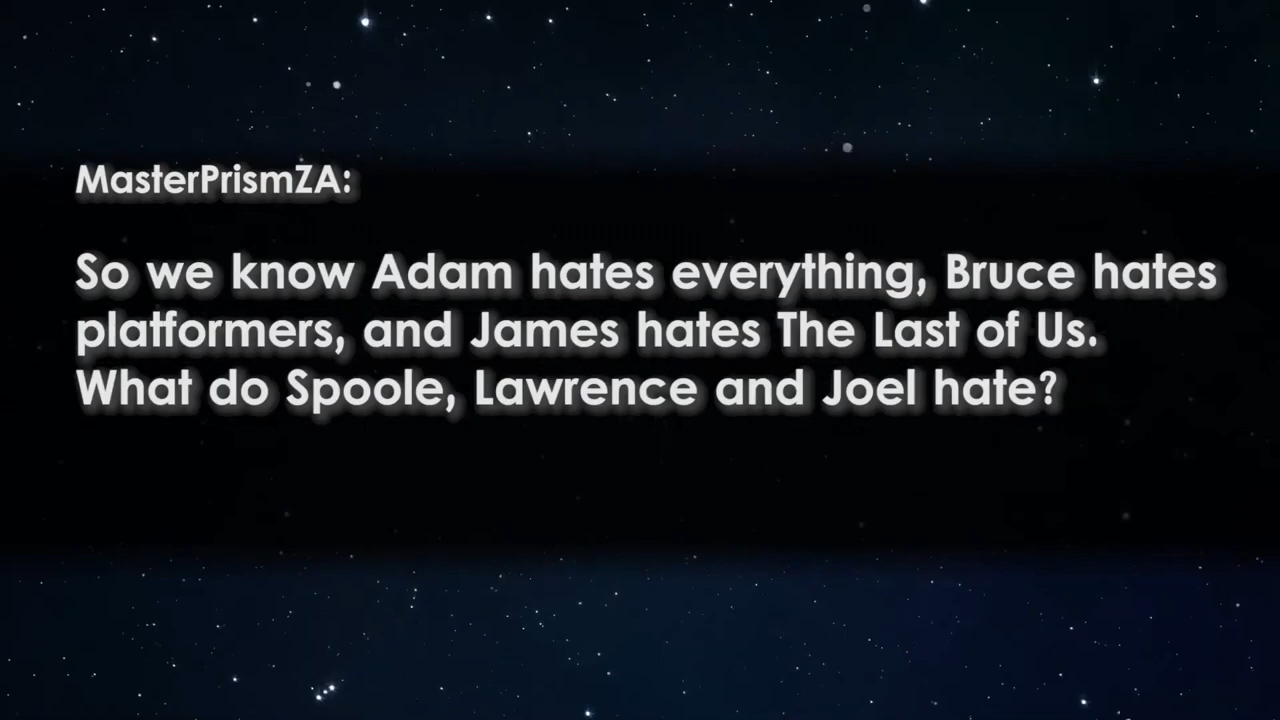 MasterPrismZA:
So we know Adam hates everything, Bruce hates
platformers, and James hates The Last of Us.
What do Spoole, Lawrence and Joel hate?